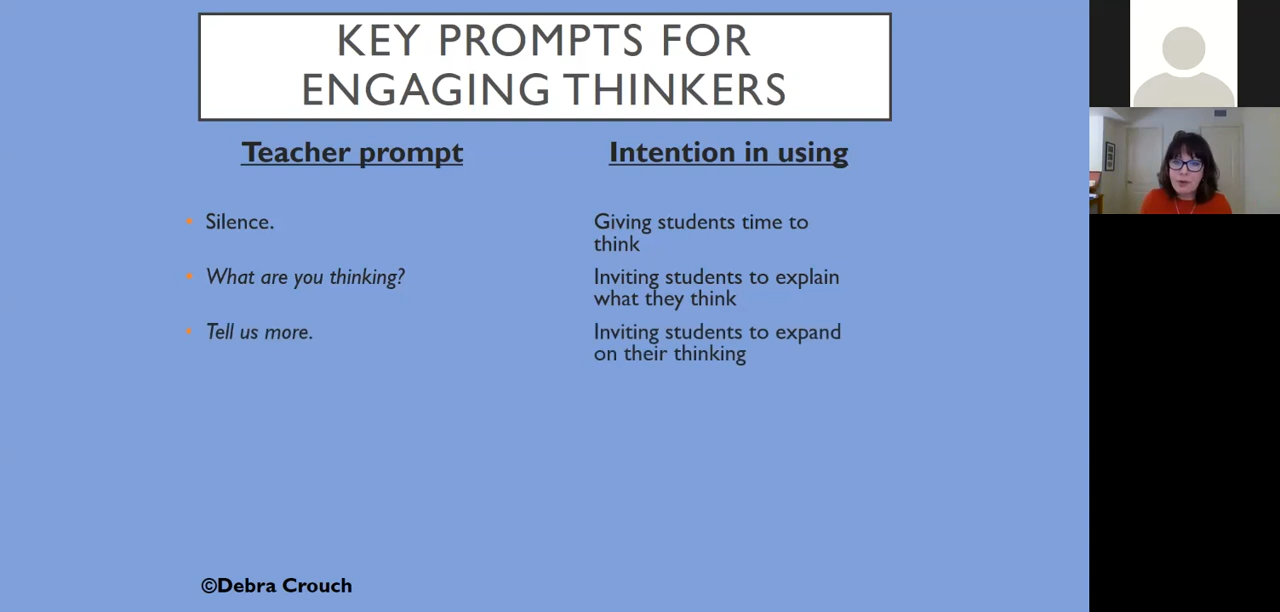 KEY PROMPTS FOR
ENGAGING THINKERS
Teacher prompt
Intention in using
Silence.
Giving students time to
think
What are you thinking?
Inviting students to explain
what they think
Tell us more.
Inviting students to expand
on their thinking
©Debra Crouch